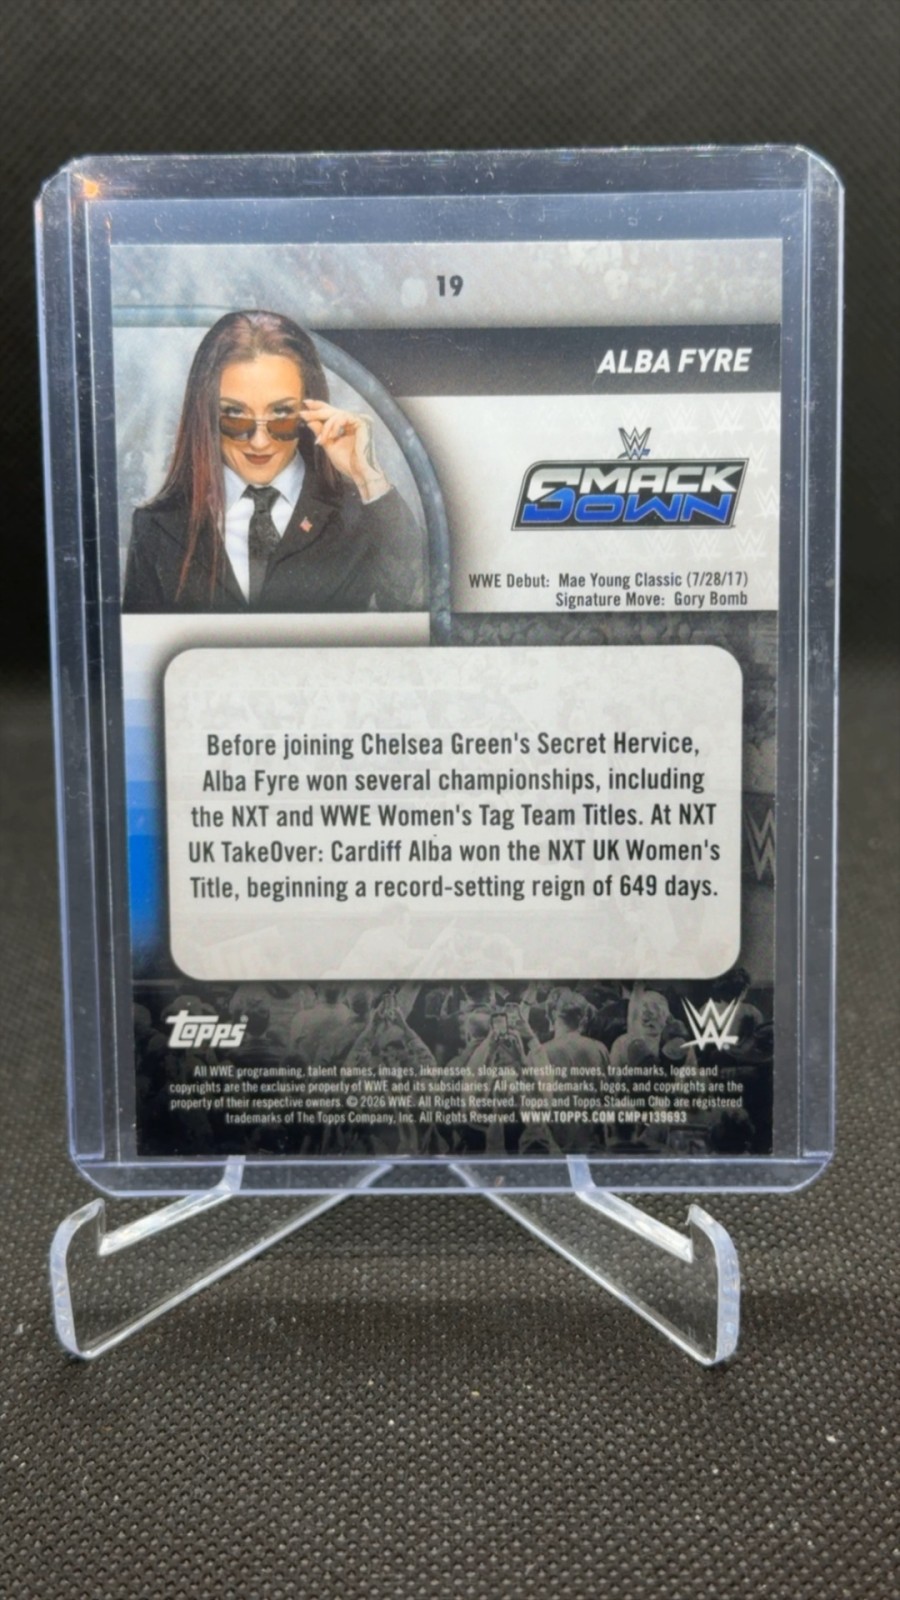 19
ALBA FYRE
W
SMACK
DOWN
WWE Debut: Mae Young Classic (7/28/17)
Signature Move: Gory Bomb
Before joining Chelsea Green's Secret Hervice,
Alba Fyre won several championships, including
the NXT and WWE Women's Tag Team Titles. At NXT
UK TakeOver: Cardiff Alba won the NXT UK Women's
Title, beginning a record-setting reign of 649 days.
Topps®
W
All WWE programming, talent names, images, likenesses, slogans, wrestling moves, trademarks, logos and
copyrights are the exclusive property of WWE and its subsidiaries. All other trademarks, logos, and copyrights are the
property of their respective owners. © 2026 WWE. All Rights Reserved. Topps and Topps Stadium Club are registered
trademarks of The Topps Company, Inc. All Rights Reserved. WWW.TOPPS.COM CMP#139693